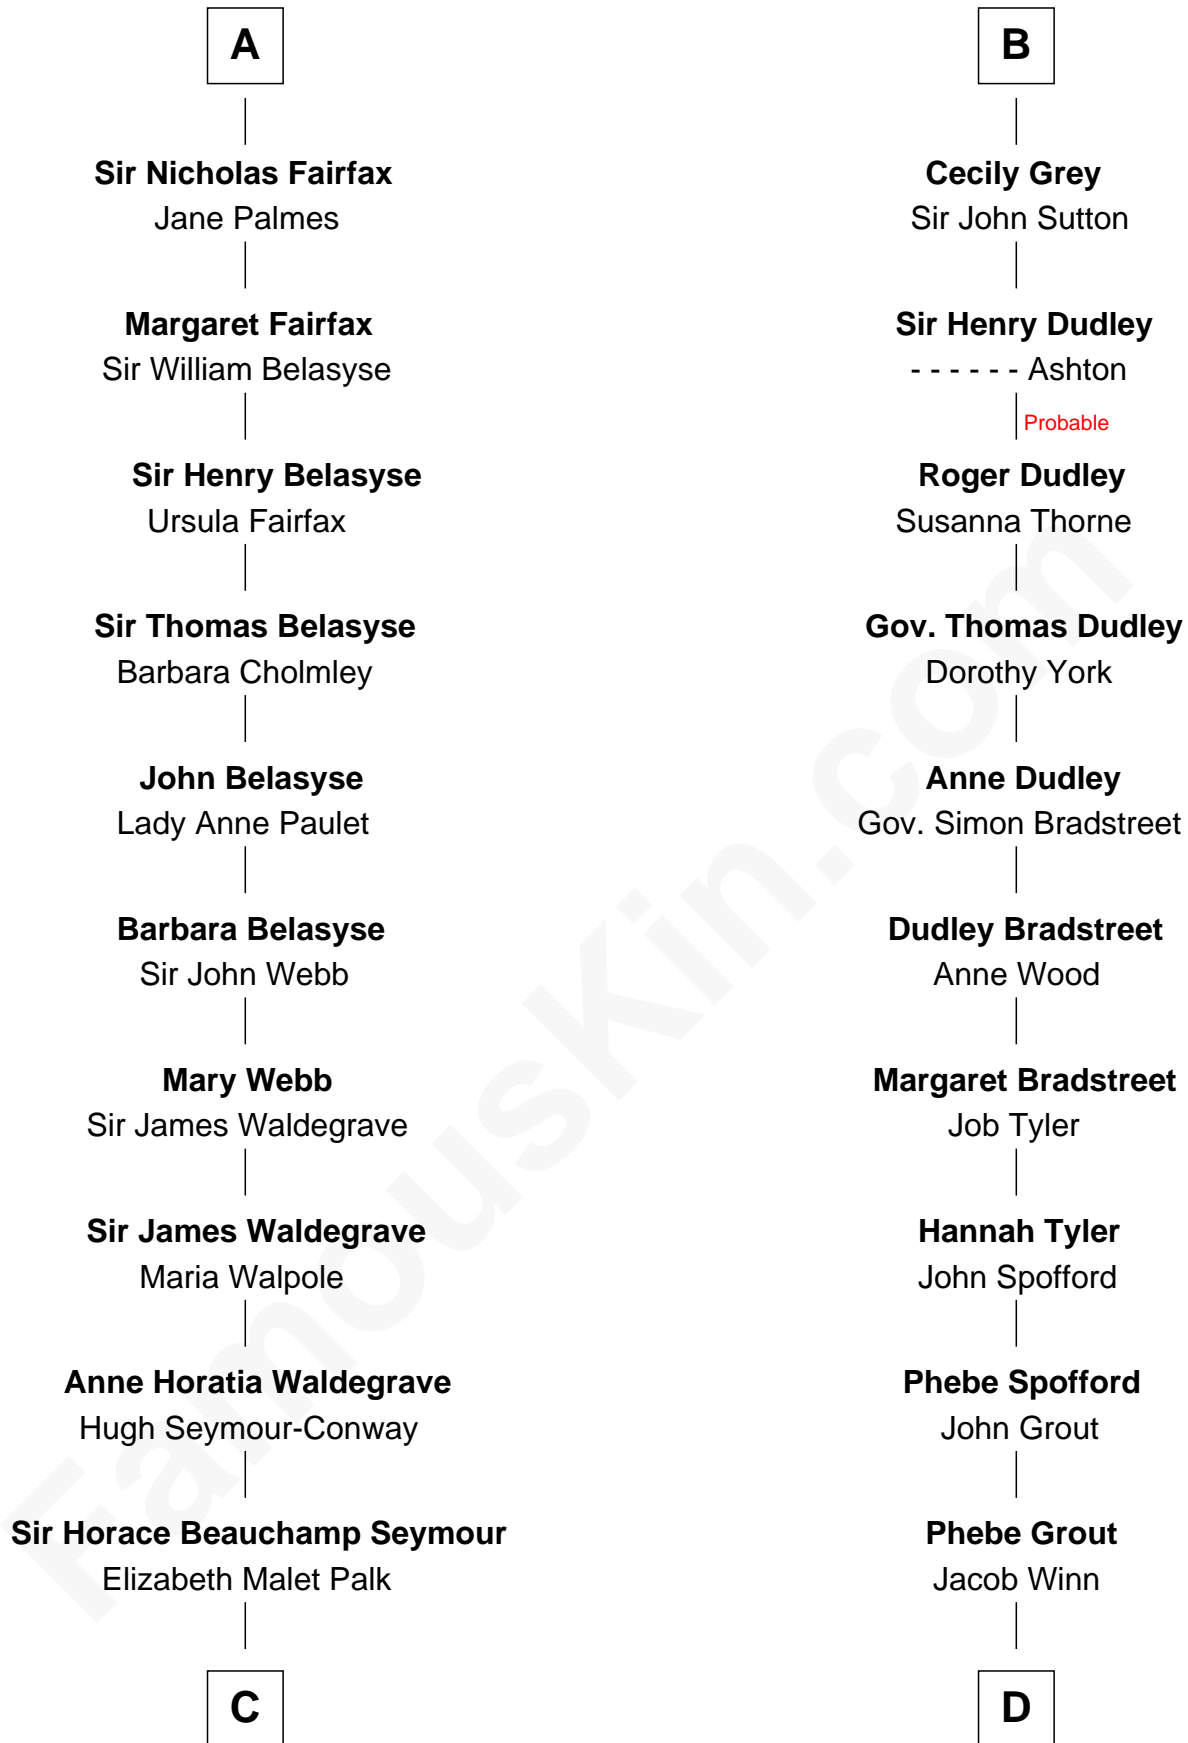 A
Sir Nicholas Fairfax
Jane Palmes
Margaret Fairfax
Sir William Belasyse
Sir Henry Belasyse
Ursula Fairfax
Sir Thomas Belasyse
Barbara Cholmley
John Belasyse
Lady Anne Paulet
Barbara Belasyse
Sir John Webb
Mary Webb
Sir James Waldegrave
Sir James Waldegrave
Maria Walpole
Anne Horatia Waldegrave
Hugh Seymour-Conway
Sir Horace Beauchamp Seymour
Elizabeth Malet Palk
C
B
Cecily Grey
Sir John Sutton
Sir Henry Dudley
- - - - - - Ashton
Probable
Roger Dudley
Susanna Thorne
Gov. Thomas Dudley
Dorothy York
Anne Dudley
Gov. Simon Bradstreet
Dudley Bradstreet
Anne Wood
Margaret Bradstreet
Job Tyler
Hannah Tyler
John Spofford
Phebe Spofford
John Grout
Phebe Grout
Jacob Winn
D
FamousKin.com